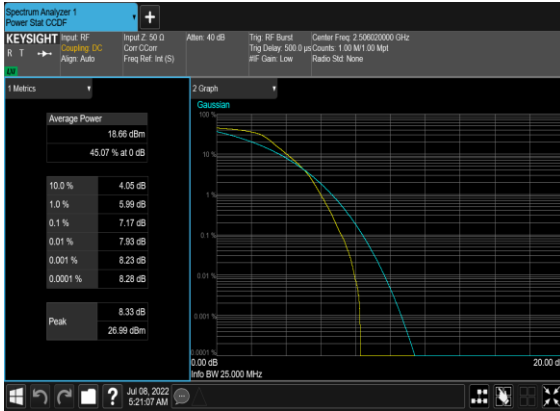 Spectrum Analyzer 1
Power Stat CCDF
+
KEYSIGHT
R T
Input: RF
Coupling: DC
Align: Auto
Input Z: 50 Ω
Corr CCorr
Freq Ref: Int (S)
Atten: 40 dB
Trig: RF Burst
Trig Delay: 500.0 µs
#IF Gain: Low
Center Freq: 2.506020000 GHz
Counts: 1.00 M/1.00 Mpt
Radio Std: None
1 Metrics
Average Power
18.66 dBm
45.07 % at 0 dB
10.0 % 4.05 dB
1.0 % 5.99 dB
0.1 % 7.17 dB
0.01 % 7.93 dB
0.001 % 8.23 dB
0.0001 % 8.28 dB
Peak
8.33 dB
26.99 dBm
2 Graph
Gaussian
100 %
10 %
1 %
0.1 %
0.01 %
0.001 %
0.0001 %
0.00 dB
20.00 d
Info BW 25.000 MHz
?
Jul 06, 2022
5:21:07 AM